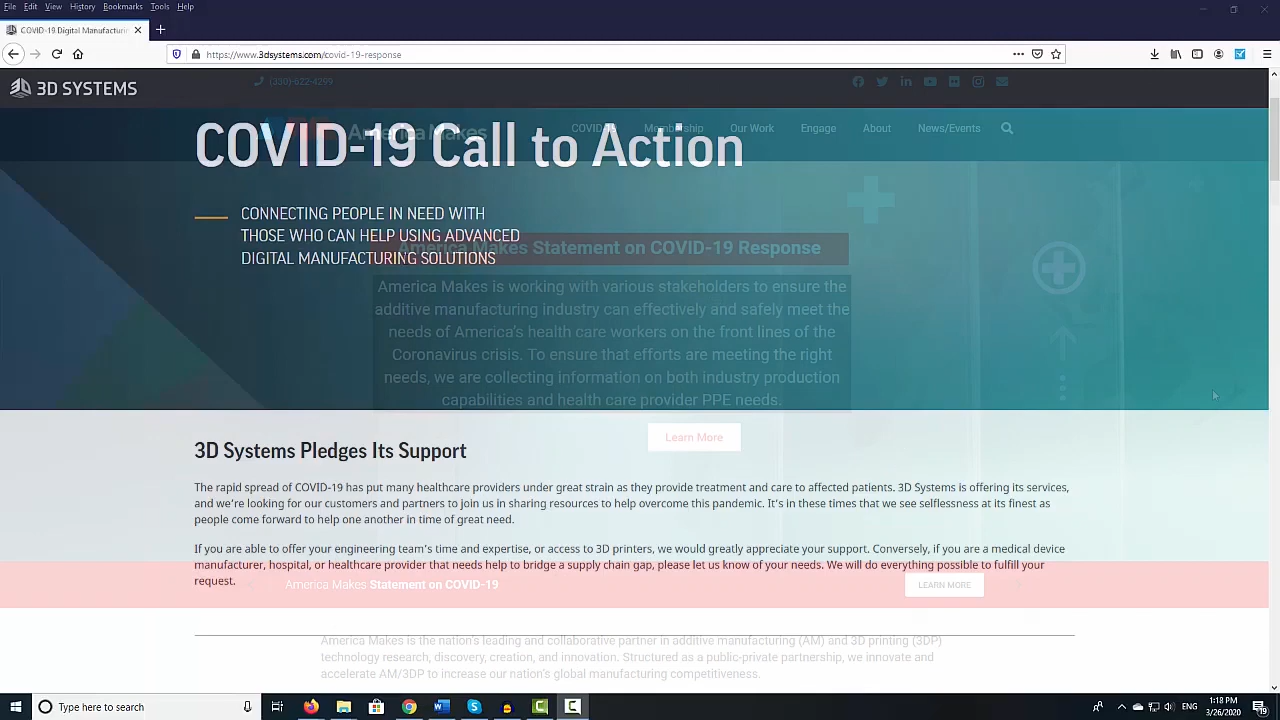 File Edit View History Bookmarks Tools Help
COVID-19 Digital Manufacturin
https://www.3dsystems.com/covid-19-response
3D SYSTEMS
(330)-622-4299
America Makes
COVID-19 Membership Our Work Engage About News/Events
COVID-19 Call to Action
CONNECTING PEOPLE IN NEED WITH
THOSE WHO CAN HELP USING ADVANCED
DIGITAL MANUFACTURING SOLUTIONS
America Makes Statement on COVID-19 Response
America Makes is working with various stakeholders to ensure the
additive manufacturing industry can effectively and safely meet the
needs of America's health care workers on the front lines of the
Coronavirus crisis. To ensure that efforts are meeting the right
needs, we are collecting information on both industry production
capabilities and health care provider PPE needs.
Learn More
3D Systems Pledges Its Support
The rapid spread of COVID-19 has put many healthcare providers under great strain as they provide treatment and care to affected patients. 3D Systems is offering its services,
and we're looking for our customers and partners to join us in sharing resources to help overcome this pandemic. It's in these times that we see selflessness at its finest as
people come forward to help one another in time of great need.
If you are able to offer your engineering team's time and expertise, or access to 3D printers, we would greatly appreciate your support. Conversely, if you are a medical device
manufacturer, hospital, or healthcare provider that needs help to bridge a supply chain gap, please let us know of your needs. We will do everything possible to fulfill your
request.
America Makes Statement on COVID-19
LEARN MORE
America Makes is the nation's leading and collaborative partner in additive manufacturing (AM) and 3D printing (3DP)
technology research, discovery, creation, and innovation. Structured as a public-private partnership, we innovate and
accelerate AM/3DP to increase our nation's global manufacturing competitiveness.
Type here to search
ENG
1:18 PM
3/26/2020